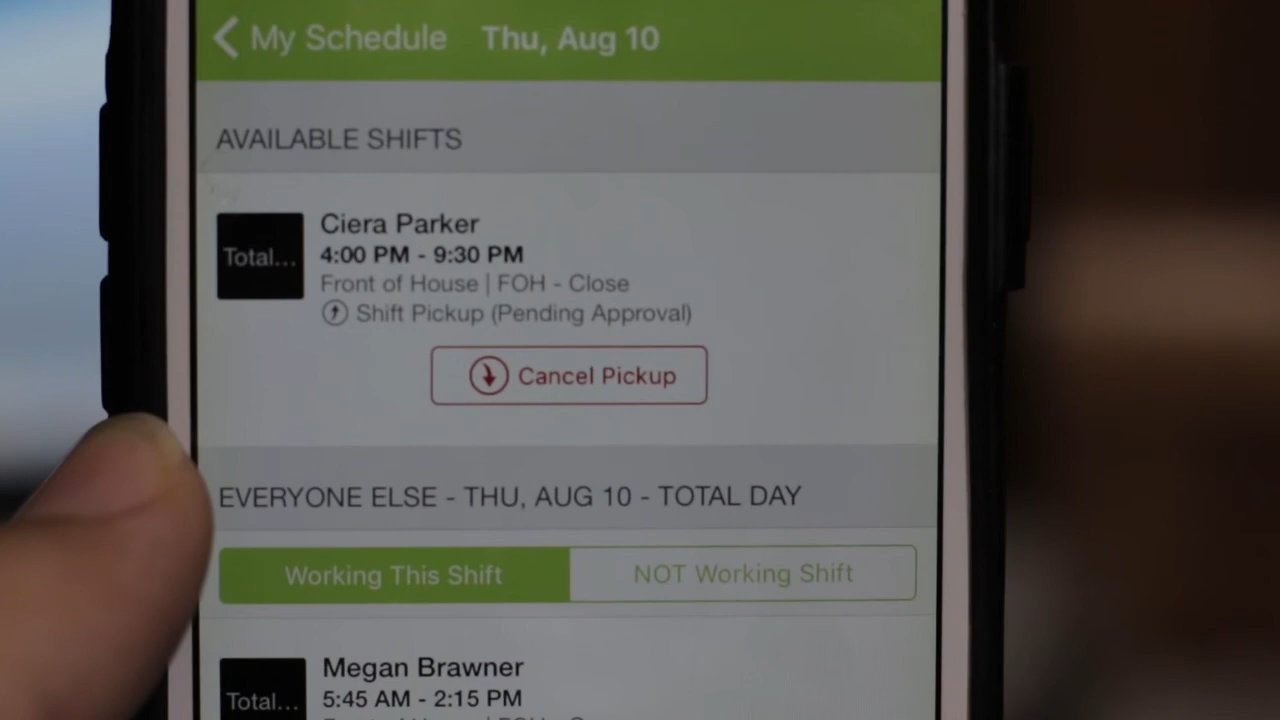 My Schedule Thu, Aug 10
AVAILABLE SHIFTS
Total...
Ciera Parker
4:00 PM - 9:30 PM
Front of House | FOH - Close
Shift Pickup (Pending Approval)
Cancel Pickup
EVERYONE ELSE - THU, AUG 10 - TOTAL DAY
Working This Shift NOT Working Shift
Total...
Megan Brawner
5:45 AM - 2:15 PM